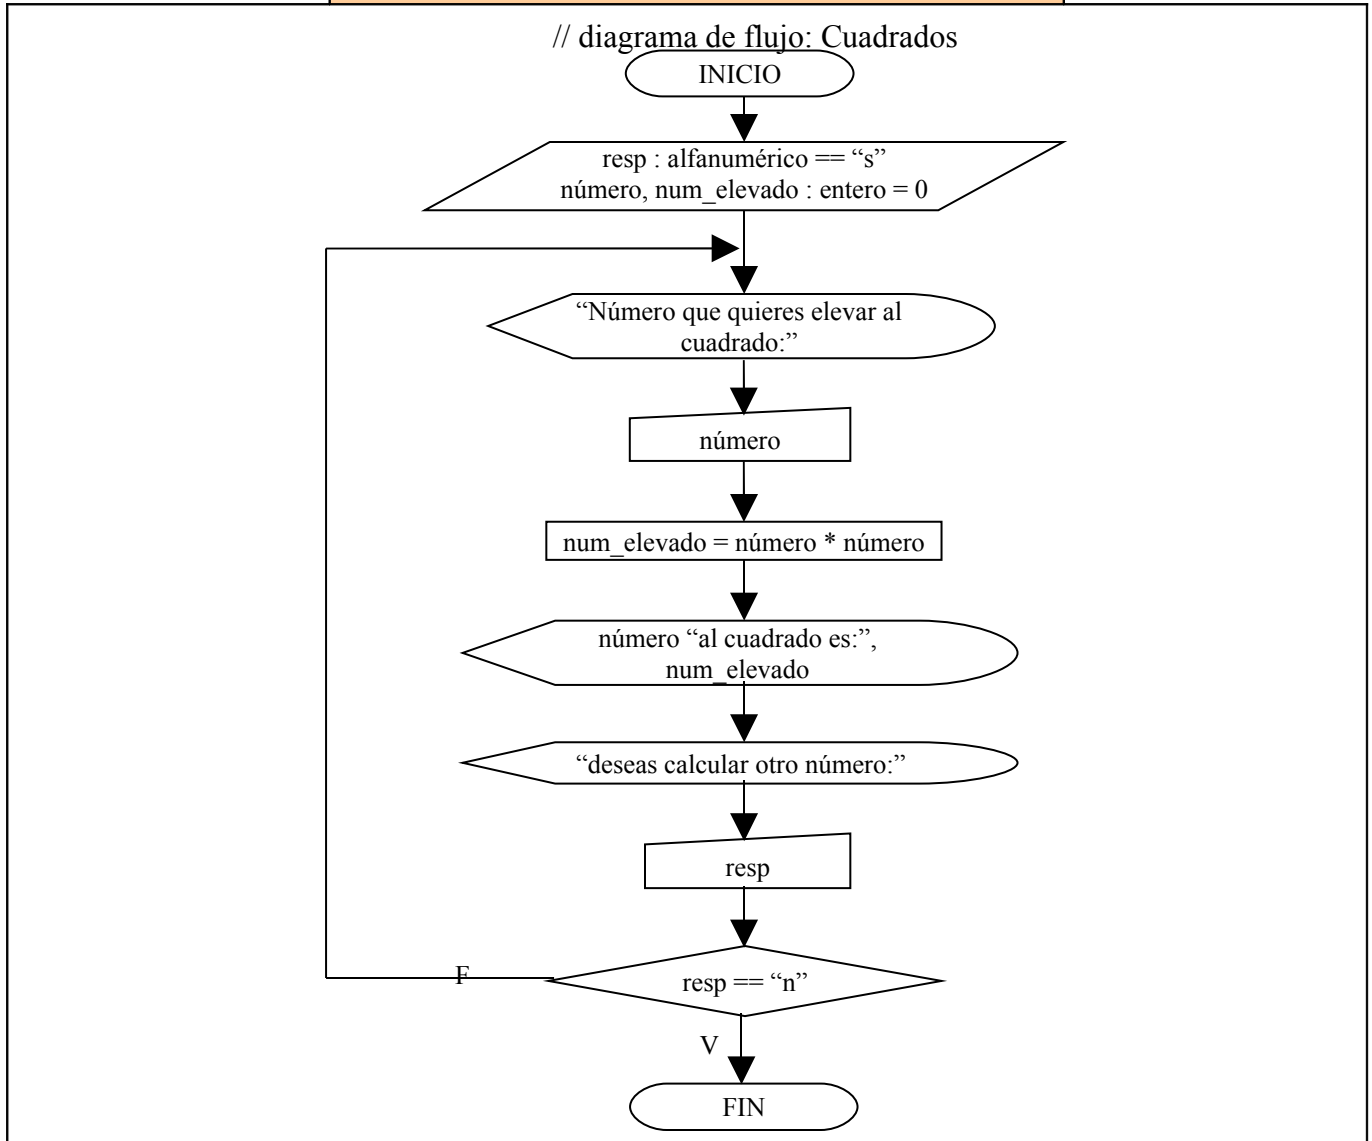 // diagrama de flujo: Cuadrados
INICIO
resp : alfanumérico == “s”
número, num_elevado : entero = 0
“Número que quieres elevar al
cuadrado:”
número
num_elevado = número * número
número “al cuadrado es:”,
num_elevado
“deseas calcular otro número:”
resp
F
resp == “n”
V
FIN